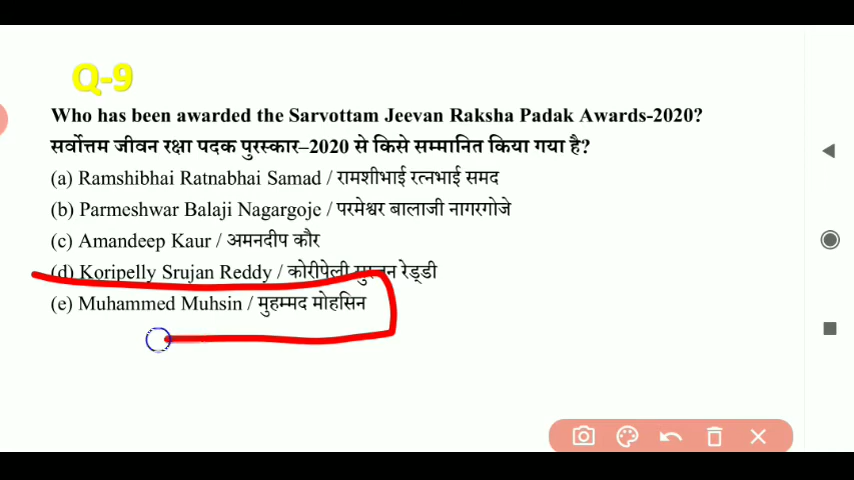 Q-9
Who has been awarded the Sarvottam Jeevan Raksha Padak Awards-2020?
सर्वोत्तम जीवन रक्षा पदक पुरस्कार–2020 से किसे सम्मानित किया गया है?
(a) Ramshibhai Ratnabhai Samad / रामशीभाई रत्नभाई समद
(b) Parmeshwar Balaji Nagargoje / परमेश्वर बालाजी नागरगोजे
(c) Amandeep Kaur / अमनदीप कौर
(d) Koripelly Srujan Reddy / कोरीपेली रेड्डी
(e) Muhammed Muhsin / मुहम्मद मोहसिन